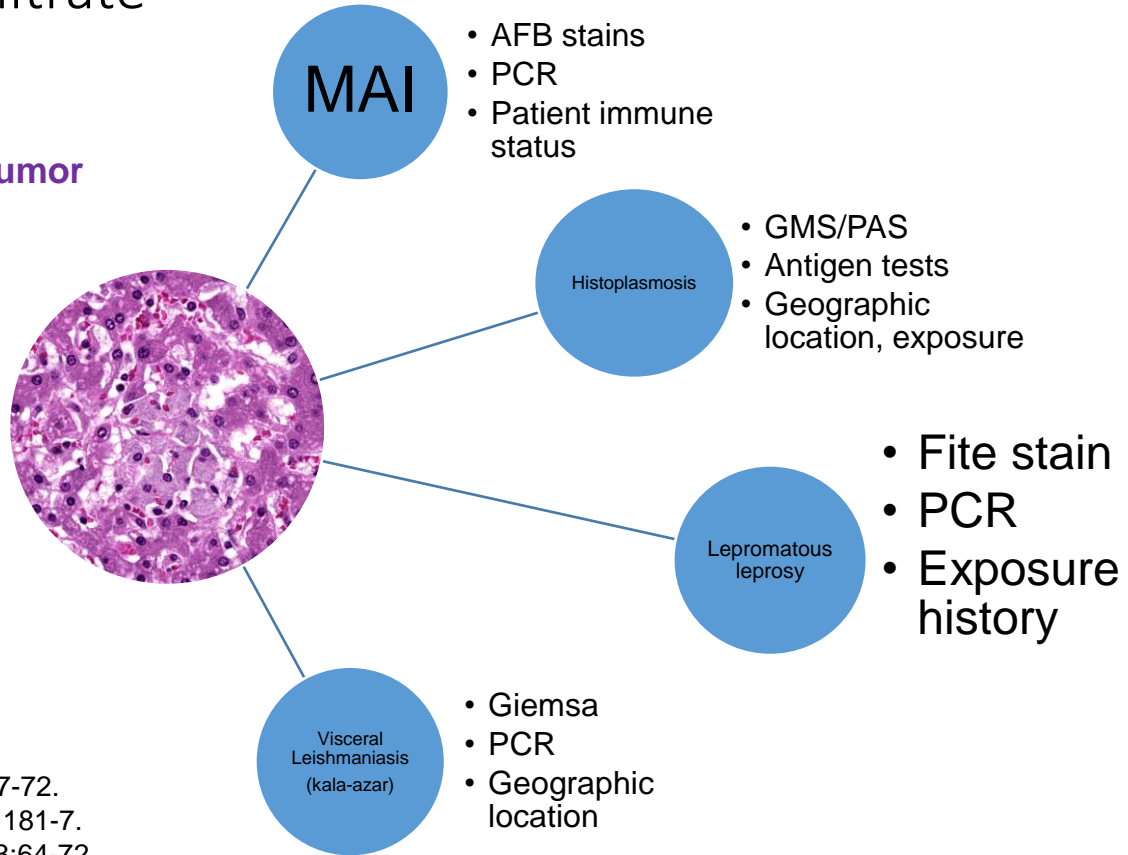 MAI
• AFB stains
• PCR
• Patient immune
status
Histoplasmosis
• GMS/PAS
• Antigen tests
• Geographic
location, exposure
Lepromatous
leprosy
• Fite stain
• PCR
• Exposure
history
Visceral
Leishmaniasis
(kala-azar)
• Giemsa
• PCR
• Geographic
location
7-72.
181-7.